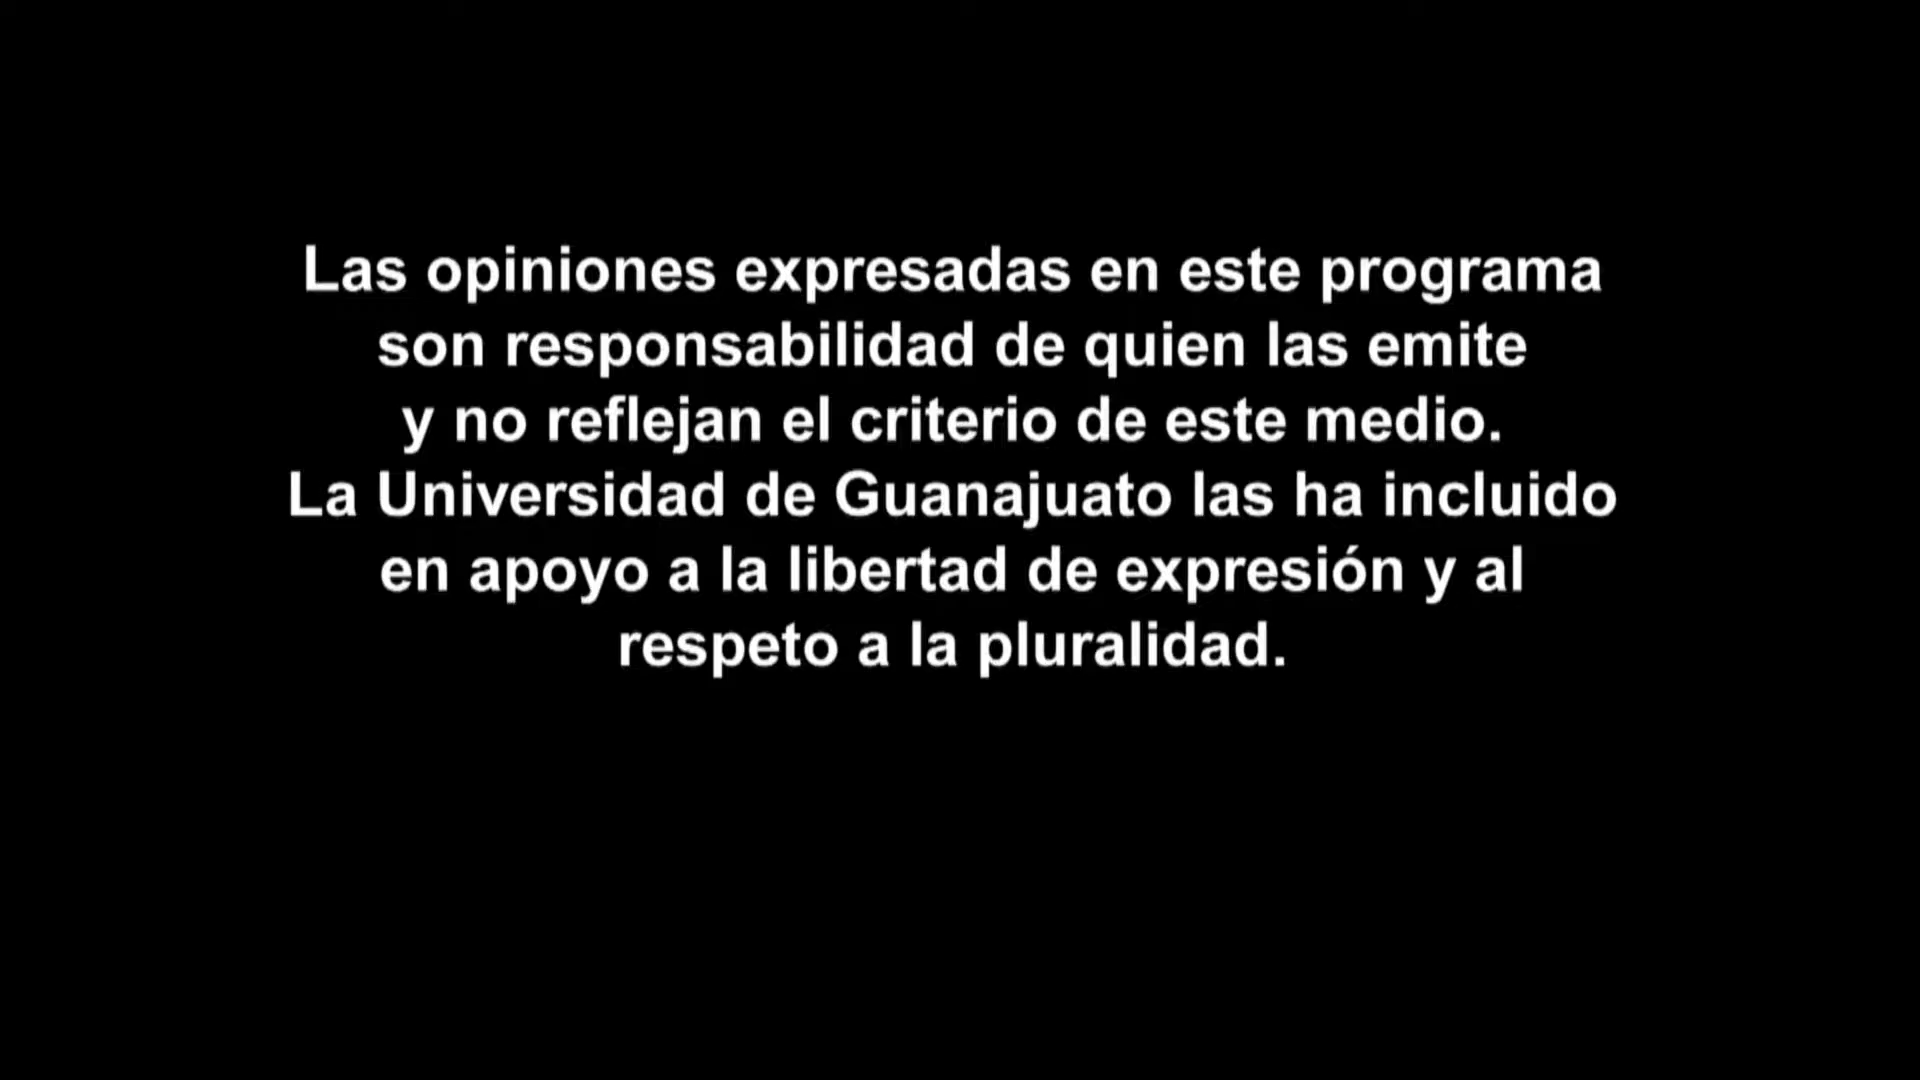 Las opiniones expresadas en este programa
son responsabilidad de quien las emite
y no reflejan el criterio de este medio.
La Universidad de Guanajuato las ha incluido
en apoyo a la libertad de expresión y al
respeto a la pluralidad.